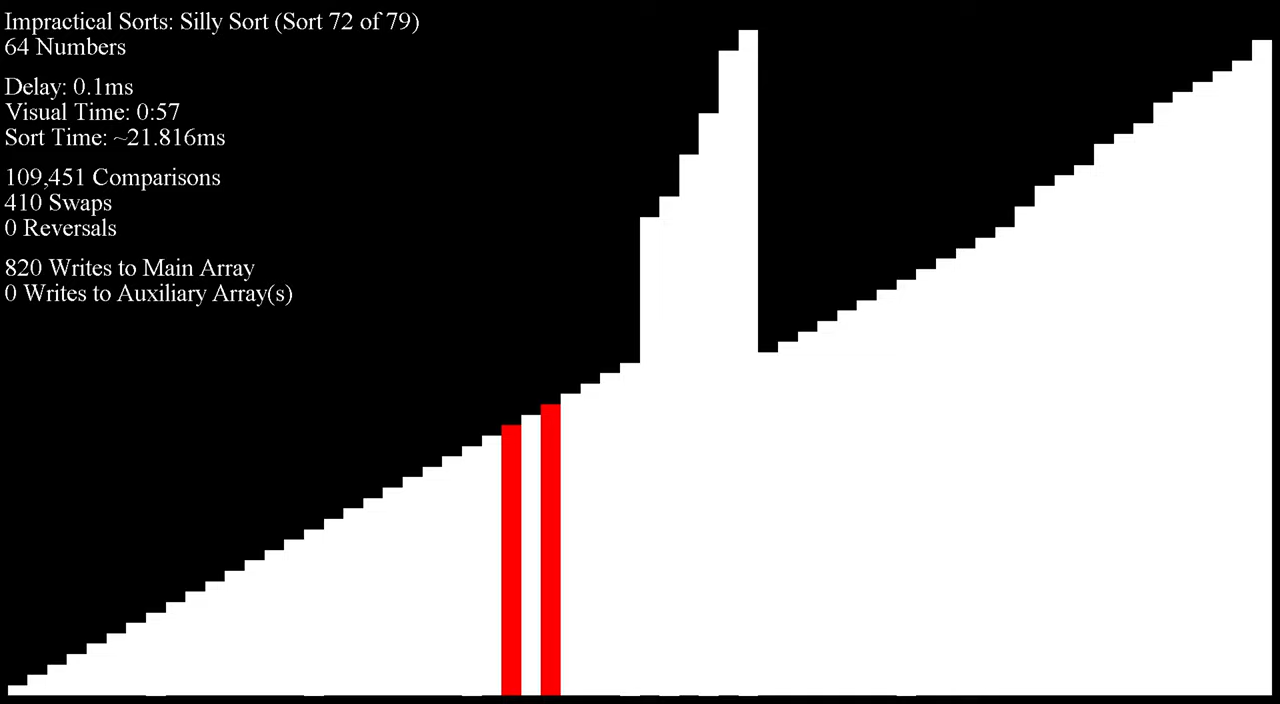 Impractical Sorts: Silly Sort (Sort 72 of 79)
64 Numbers
Delay: 0.1ms
Visual Time: 0:57
Sort Time: ~21.816ms
109,451 Comparisons
410 Swaps
0 Reversals
820 Writes to Main Array
0 Writes to Auxiliary Array(s)